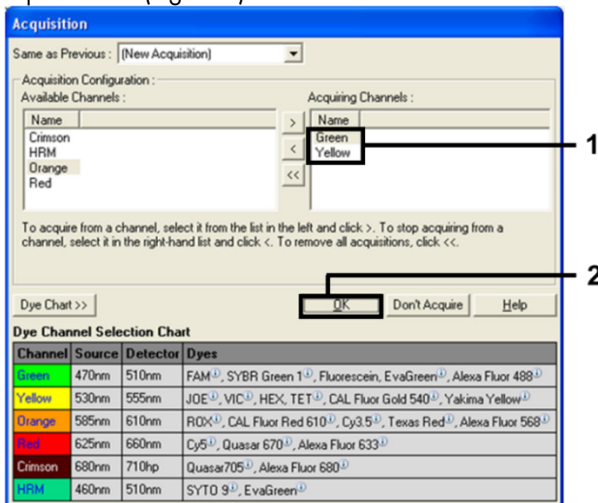 Acquisition
Same as Previous : (New Acquisition)
Acquisition Configuration :
Available Channels : Acquiring Channels :
Name > Name
Crimson Green 1
HRM < Yellow
Orange <<
Red
To acquire from a channel, select it from the list in the left and click >. To stop acquiring from a
channel, select it in the right-hand list and click <. To remove all acquisitions, click <<.
2
Dye Chart >> OK Don't Acquire Help
Dye Channel Selection Chart
Channel Source Detector Dyes
Green 470nm 510nm FAM, SYBR Green 1, Fluorescein, EvaGreen, Alexa Fluor 488
Yellow 530nm 555nm JOE, VIC, HEX, TET, CAL Fluor Gold 540, Yakima Yellow
Orange 585nm 610nm ROX, CAL Fluor Red 610, Cy3.5, Texas Red, Alexa Fluor 568
Red 625nm 660nm Cy5, Quasar 670, Alexa Fluor 633
Crimson 680nm 710hp Quasar705, Alexa Fluor 680
HRM 460nm 510nm SYTO 9, EvaGreen